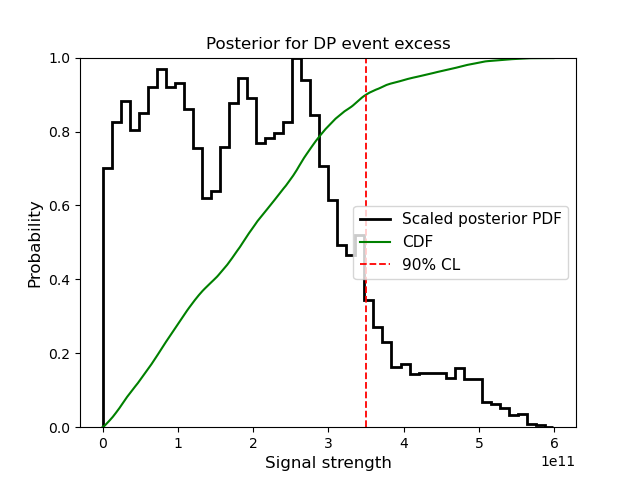 Posterior for DP event excess
1.0
0.8
0.6
0.4
0.2
0.0
Probability
Scaled posterior PDF
CDF
90% CL
0 1 2 3 4 5 6
1e11
Signal strength